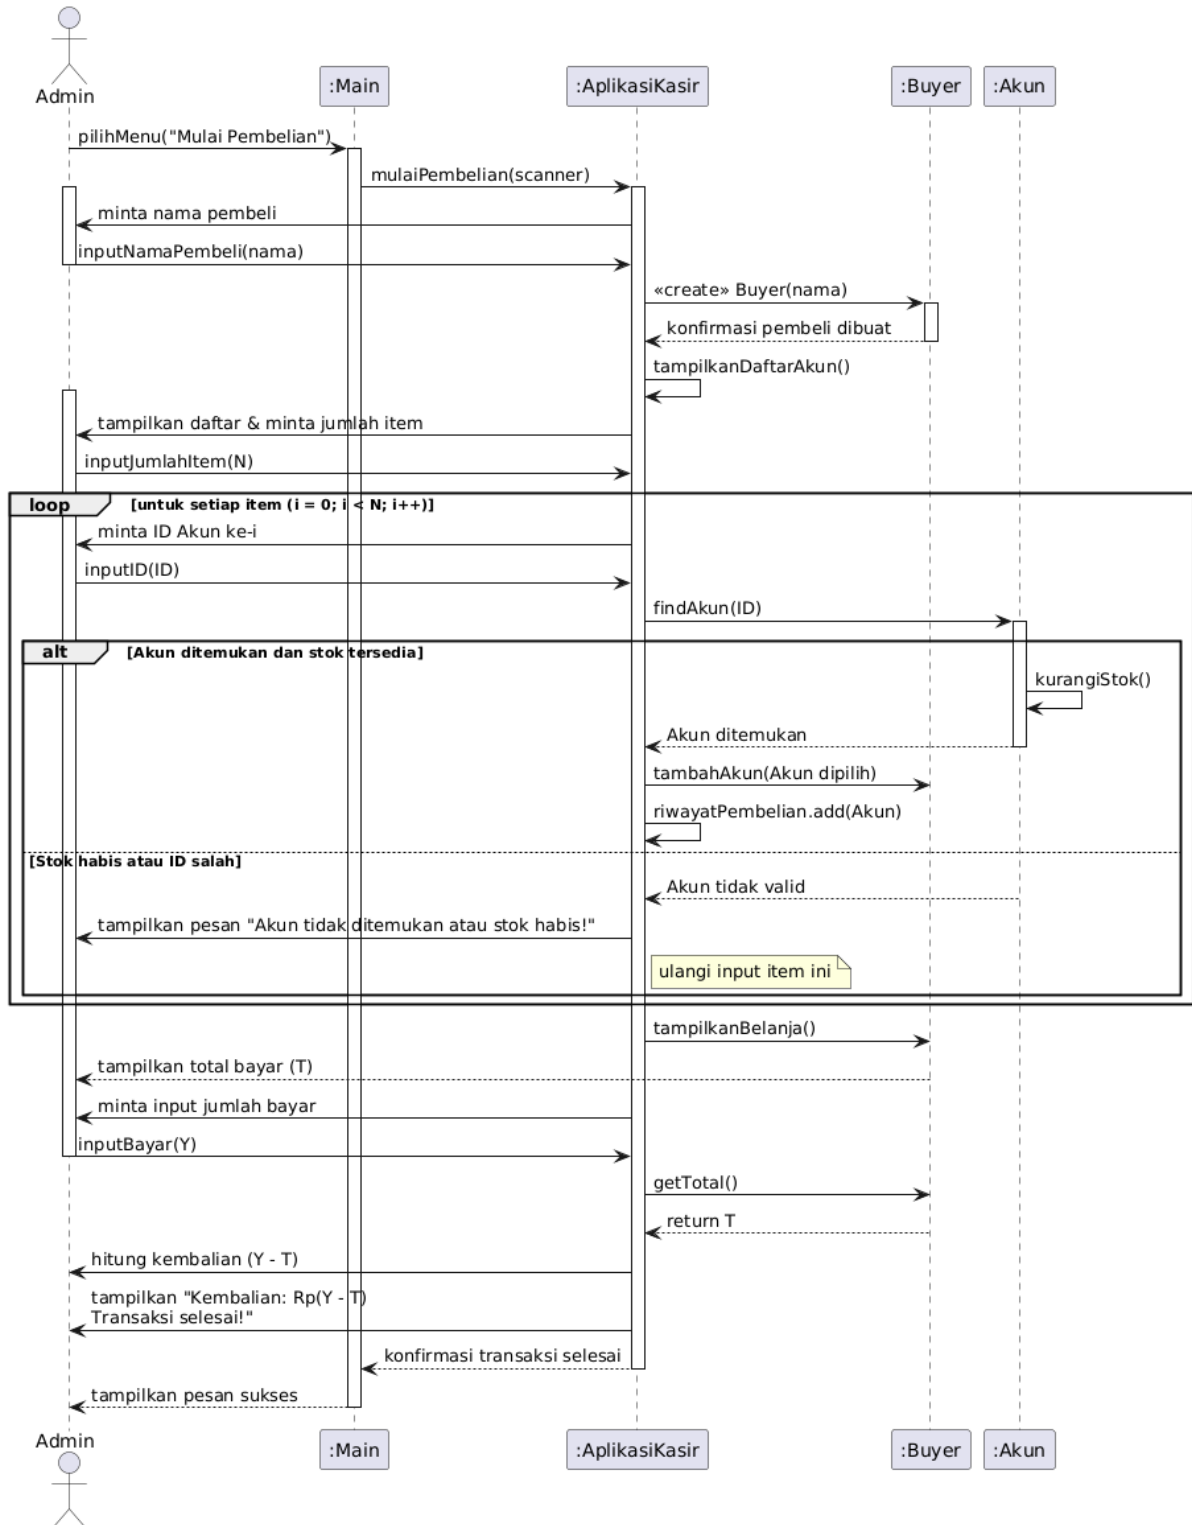 Admin
:Main
:AplikasiKasir
:Buyer
:Akun
pilihMenu("Mulai Pembelian")
mulaiPembelian(scanner)
minta nama pembeli
inputNamaPembeli(nama)
«create» Buyer(nama)
konfirmasi pembeli dibuat
tampilkanDaftarAkun()
tampilkan daftar & minta jumlah item
inputJumlahItem(N)
loop [untuk setiap item (i = 0; i < N; i++)]
minta ID Akun ke-i
inputID(ID)
findAkun(ID)
alt [Akun ditemukan dan stok tersedia]
kurangiStok()
Akun ditemukan
tambahAkun(Akun dipilih)
riwayatPembelian.add(Akun)
[Stok habis atau ID salah]
Akun tidak valid
tampilkan pesan "Akun tidak ditemukan atau stok habis!"
ulangi input item ini
tampilkanBelanja()
tampilkan total bayar (T)
minta input jumlah bayar
inputBayar(Y)
getTotal()
return T
hitung kembalian (Y - T)
tampilkan "Kembalian: Rp(Y - T)
Transaksi selesai!"
konfirmasi transaksi selesai
tampilkan pesan sukses
Admin
:Main
:AplikasiKasir
:Buyer
:Akun